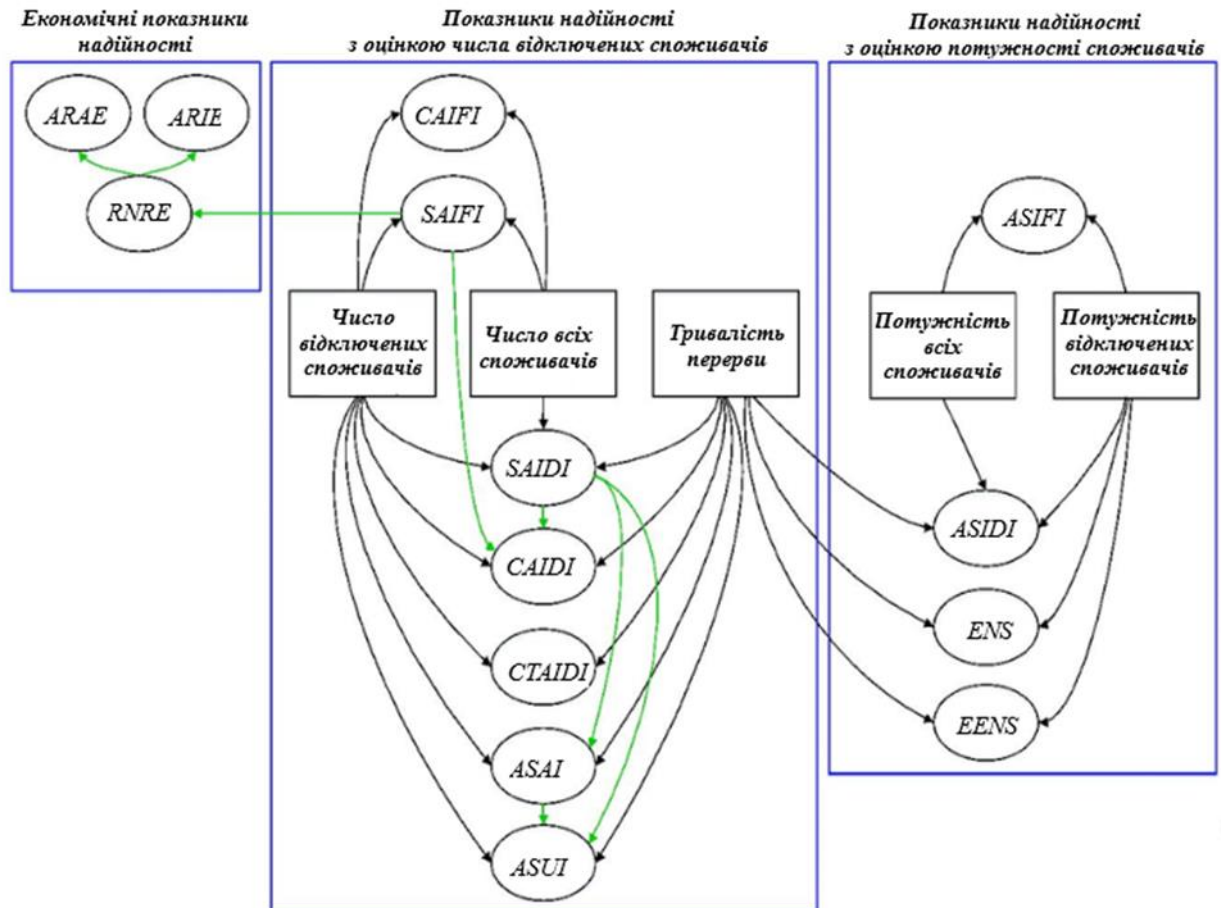 Економічні показники
надійності
Показники надійності
з оцінкою числа відключених споживачів
Показники надійності
з оцінкою потужності споживачів
ARAE
ARIE
RNRE
CAIFI
SAIFI
Число
відключених
споживачів
Число всіх
споживачів
Тривалість
перерви
SAIDI
CAIDI
CTAIDI
ASAI
ASUI
ASIFI
Потужність
всіх
споживачів
Потужність
відключених
споживачів
ASIDI
ENS
EENS